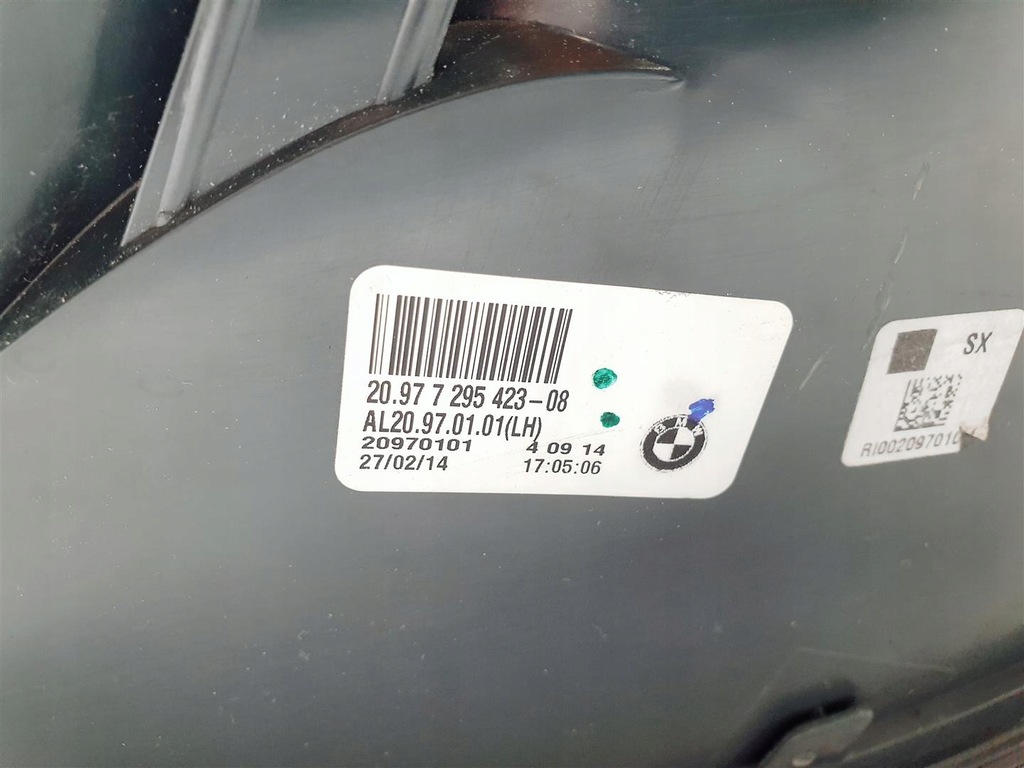 20.97 7 295 423-08
AL20.97.01.01(LH)
20970101 4 09 14
27/02/14 17:05:06
BMW
SX
RI002097010